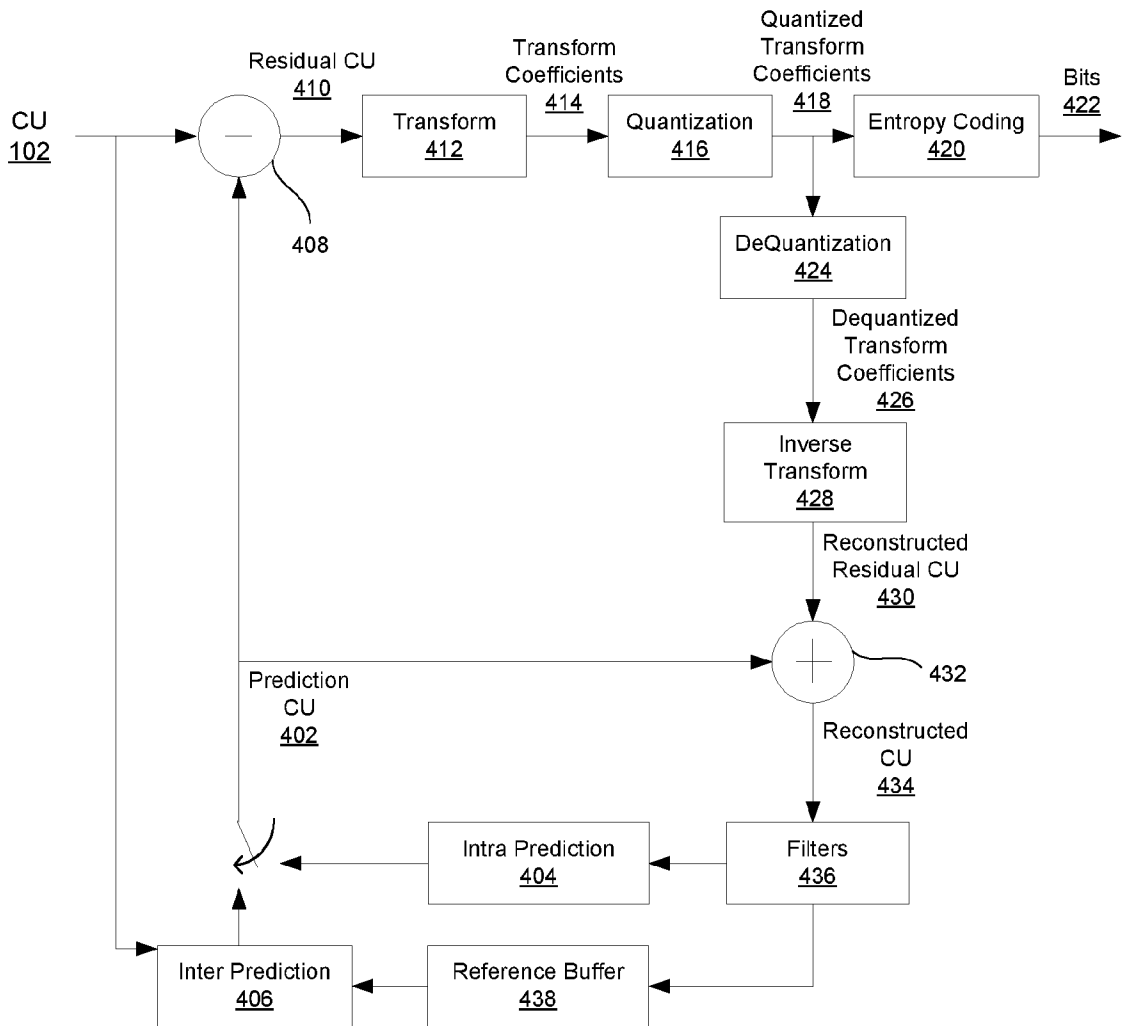 CU
102
Residual CU
410
408
Transform
412
Transform
Coefficients
414
Quantization
416
Quantized
Transform
Coefficients
418
Entropy Coding
420
Bits
422
DeQuantization
424
Dequantized
Transform
Coefficients
426
Inverse
Transform
428
Reconstructed
Residual CU
430
432
Prediction
CU
402
Reconstructed
CU
434
Intra Prediction
404
Filters
436
Inter Prediction
406
Reference Buffer
438